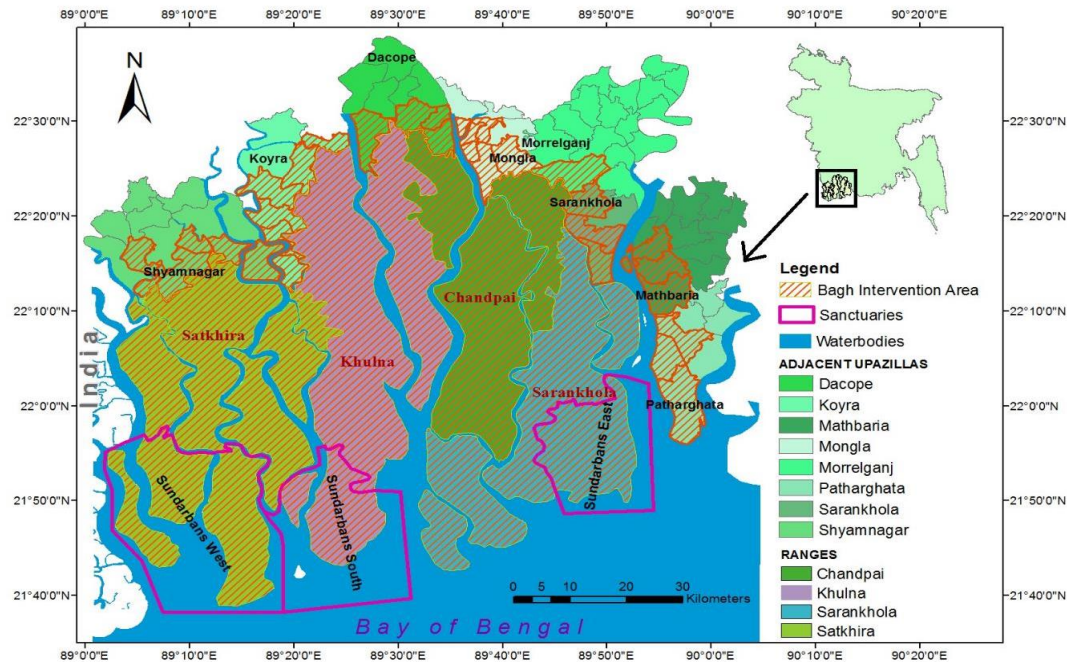 89°0'0"E 89°10'0"E 89°20'0"E 89°30'0"E 89°40'0"E 89°50'0"E 90°0'0"E 90°10'0"E 90°20'0"E
N
Dacope
22°30'0"N
22°30'0"N
Koyra
Mongla
Morrelganj
22°20'0"N
22°20'0"N
Sarankhola
Shyamnagar
Mathbaria
22°10'0"N
22°10'0"N
Satkhira
Khulna
Chandpai
Sarankhola
India
22°0'0"N
22°0'0"N
Patharghata
Sundarbans East
21°50'0"N
21°50'0"N
Sundarbans West
Sundarbans South
21°40'0"N
21°40'0"N
0 5 10 20 30
Kilometers
Bay of Bengal
89°0'0"E 89°10'0"E 89°20'0"E 89°30'0"E 89°40'0"E 89°50'0"E 90°0'0"E 90°10'0"E 90°20'0"E
Legend
Bagh Intervention Area
Sanctuaries
Waterbodies
ADJACENT UPAZILLAS
Dacope
Koyra
Mathbaria
Mongla
Morrelganj
Patharghata
Sarankhola
Shyamnagar
RANGES
Chandpai
Khulna
Sarankhola
Satkhira